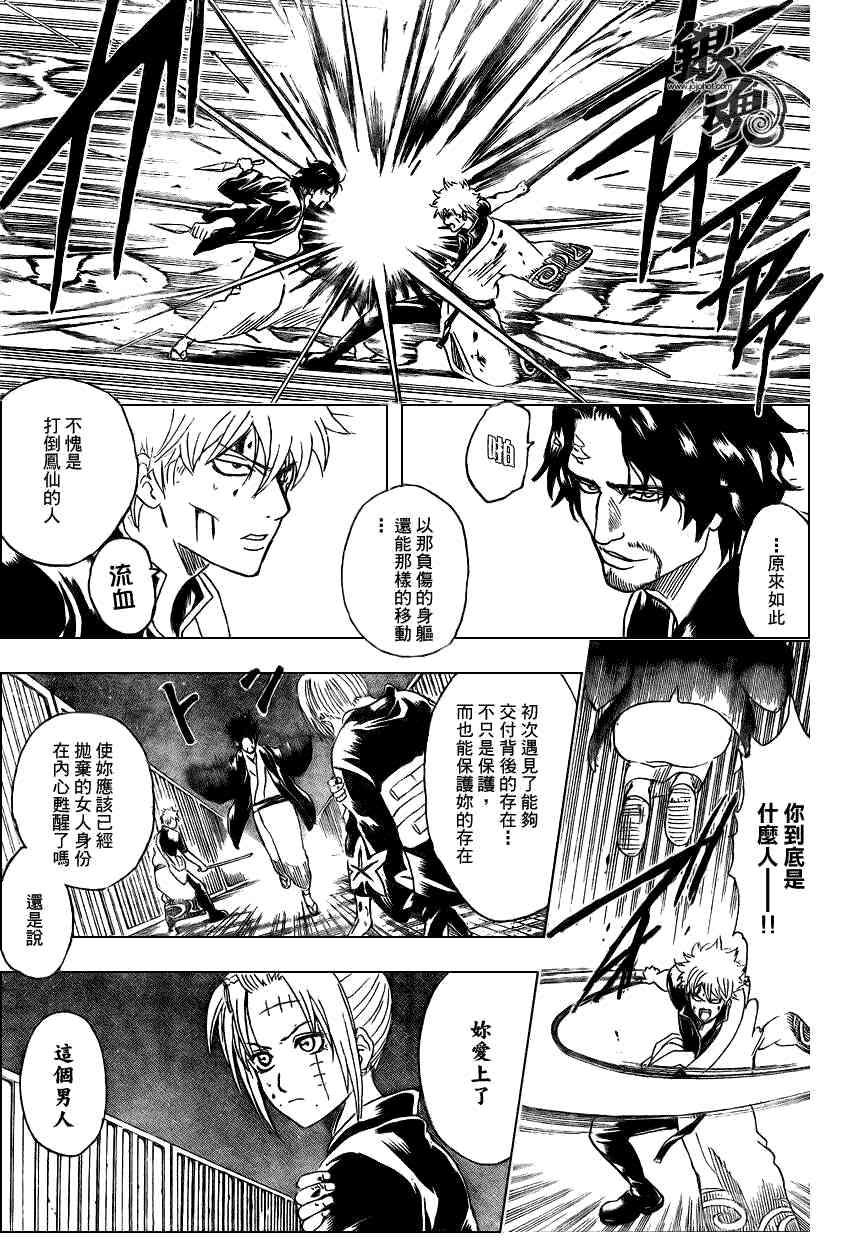 銀魂
www.jojohot.com
…原來如此
啪
以那負傷的身軀
還能那樣的移動
…
不愧是
打倒鳳仙的
人
流血
你到底是
什麼人——!!
初次遇見了能夠
交付背後的存在…
不只是保護，
而也能保護妳的存在
使妳應該已經
拋棄的女人身份
在內心甦醒了嗎
還是說
ドッ
妳愛上了
這個男人